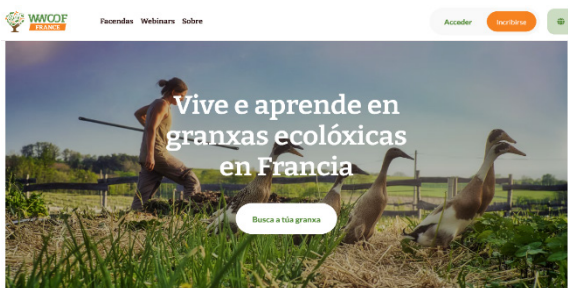 WWOOF
FRANCE
Facendas Webinars Sobre
Acceder
Inscribirse
Vive e aprende en
granxas ecolóxicas
en Francia
Busca a túa granxa